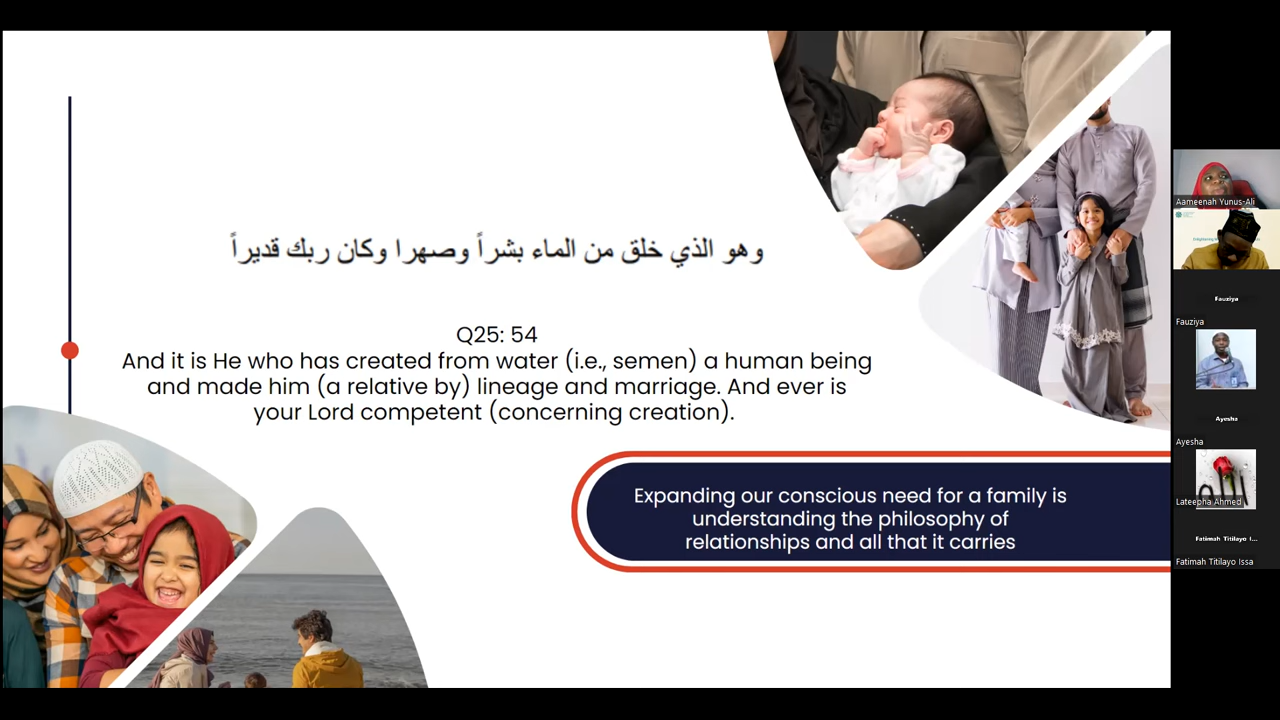 وهو الذي خلق من الماء بشراً وصهرا وكان ربك قديراً
Q25: 54
And it is He who has created from water (i.e., semen) a human being
and made him (a relative by) lineage and marriage. And ever is
your Lord competent (concerning creation).
Expanding our conscious need for a family is
understanding the philosophy of
relationships and all that it carries
Aameenah Yunus-Ali
Fauziya
Fauziya
Ayesha
Ayesha
Lateepha Ahmed
Fatimah Titilayo I...
Fatimah Titilayo Issa